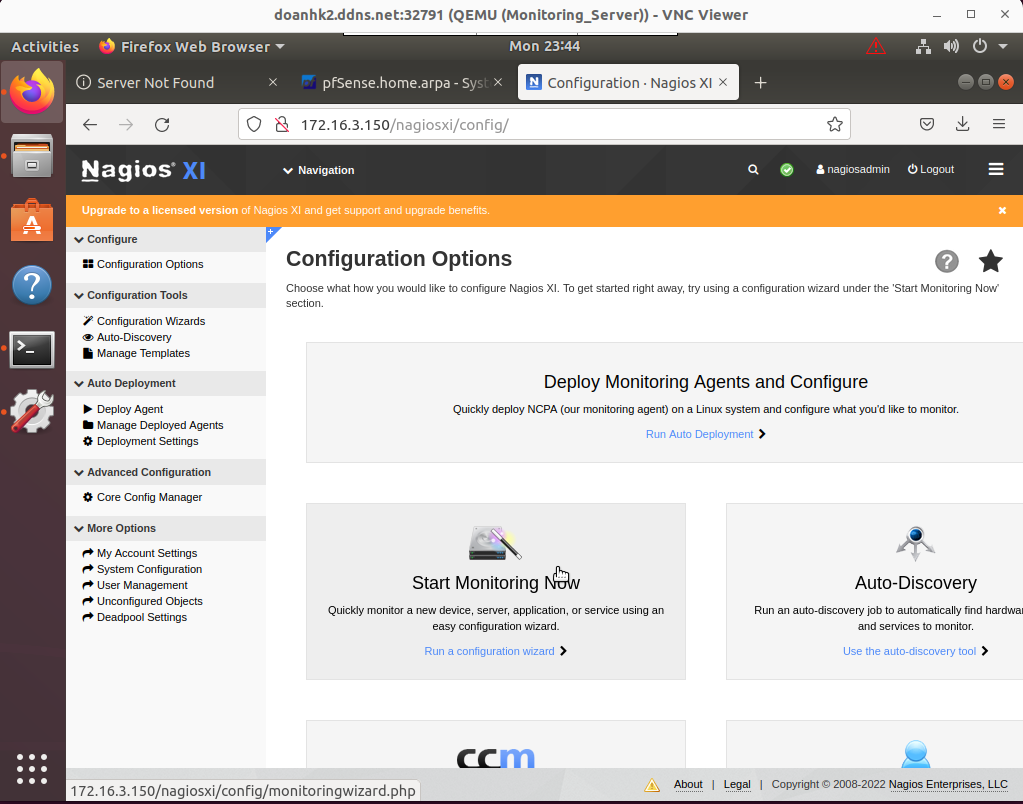 doanhk2.ddns.net:32791 (QEMU (Monitoring_Server)) - VNC Viewer
Activities
Firefox Web Browser
Mon 23:44
Server Not Found
pfSense.home.arpa - Syst
Configuration · Nagios XI
172.16.3.150/nagiosxi/config/
Nagios® XI
Navigation
nagiosadmin
Logout
Upgrade to a licensed version of Nagios XI and get support and upgrade benefits.
Configure
Configuration Options
Configuration Tools
Configuration Wizards
Auto-Discovery
Manage Templates
Auto Deployment
Deploy Agent
Manage Deployed Agents
Deployment Settings
Advanced Configuration
Core Config Manager
More Options
My Account Settings
System Configuration
User Management
Unconfigured Objects
Deadpool Settings
Configuration Options
Choose what how you would like to configure Nagios XI. To get started right away, try using a configuration wizard under the 'Start Monitoring Now'
section.
Deploy Monitoring Agents and Configure
Quickly deploy NCPA (our monitoring agent) on a Linux system and configure what you'd like to monitor.
Run Auto Deployment
Start Monitoring Now
Quickly monitor a new device, server, application, or service using an
easy configuration wizard.
Run a configuration wizard
Auto-Discovery
Run an auto-discovery job to automatically find hardwar
and services to monitor.
Use the auto-discovery tool
ccm
172.16.3.150/nagiosxi/config/monitoringwizard.php
About | Legal | Copyright © 2008-2022 Nagios Enterprises, LLC